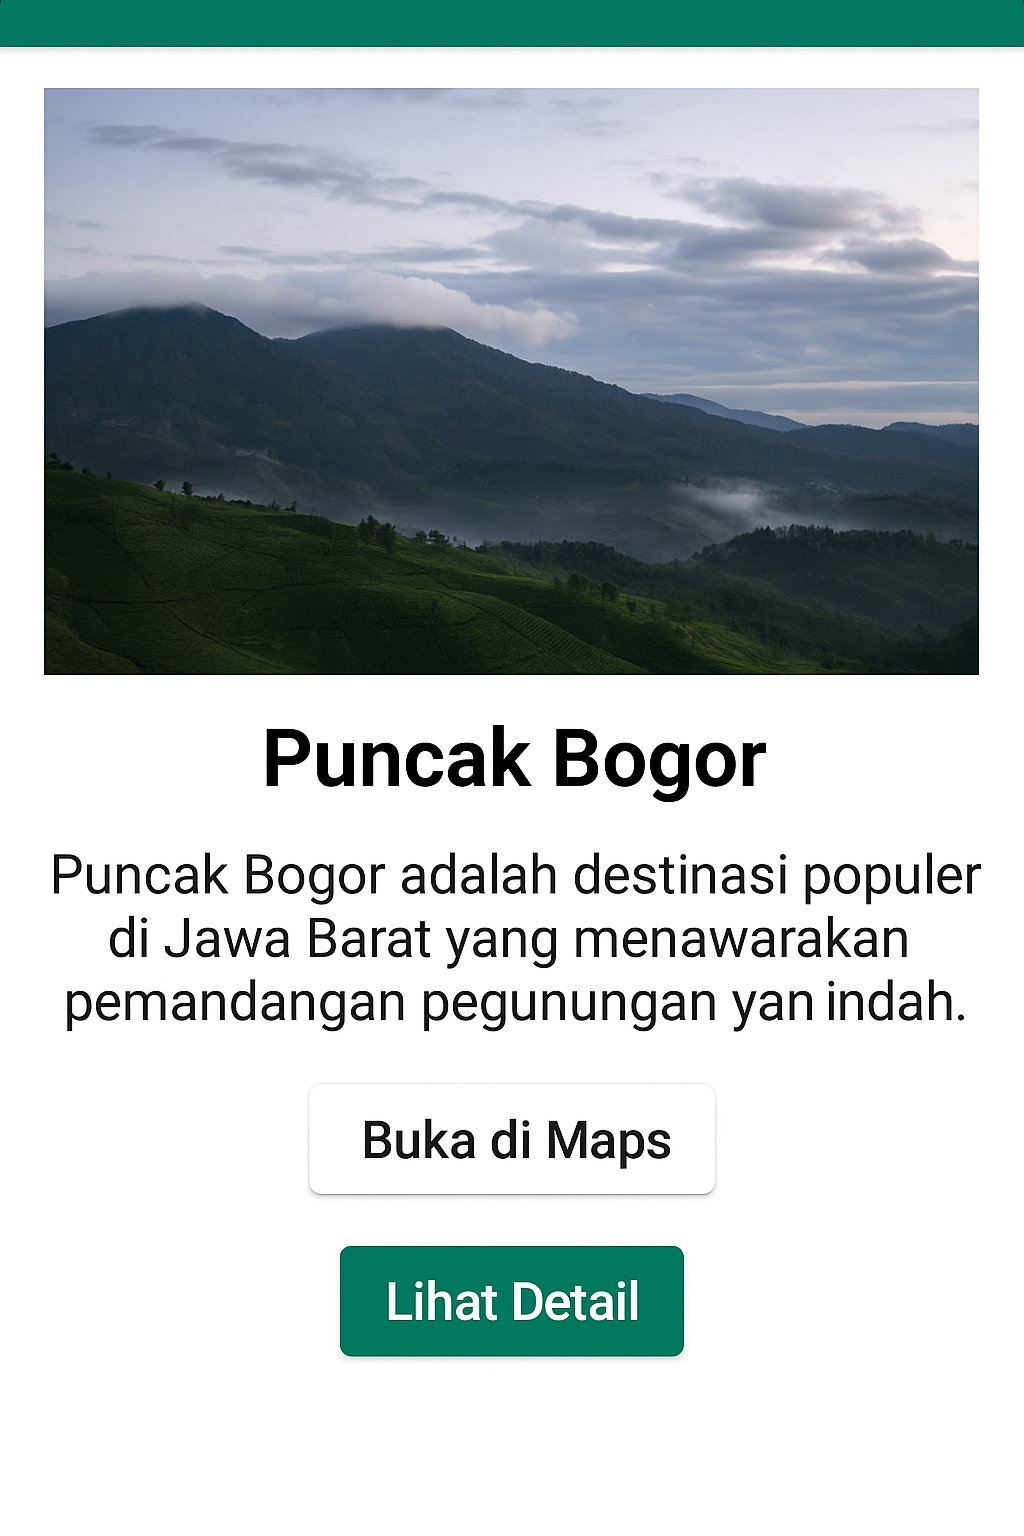 Puncak Bogor
Puncak Bogor adalah destinasi populer
di Jawa Barat yang menawarakan
pemandangan pegunungan yan indah.
Buka di Maps
Lihat Detail